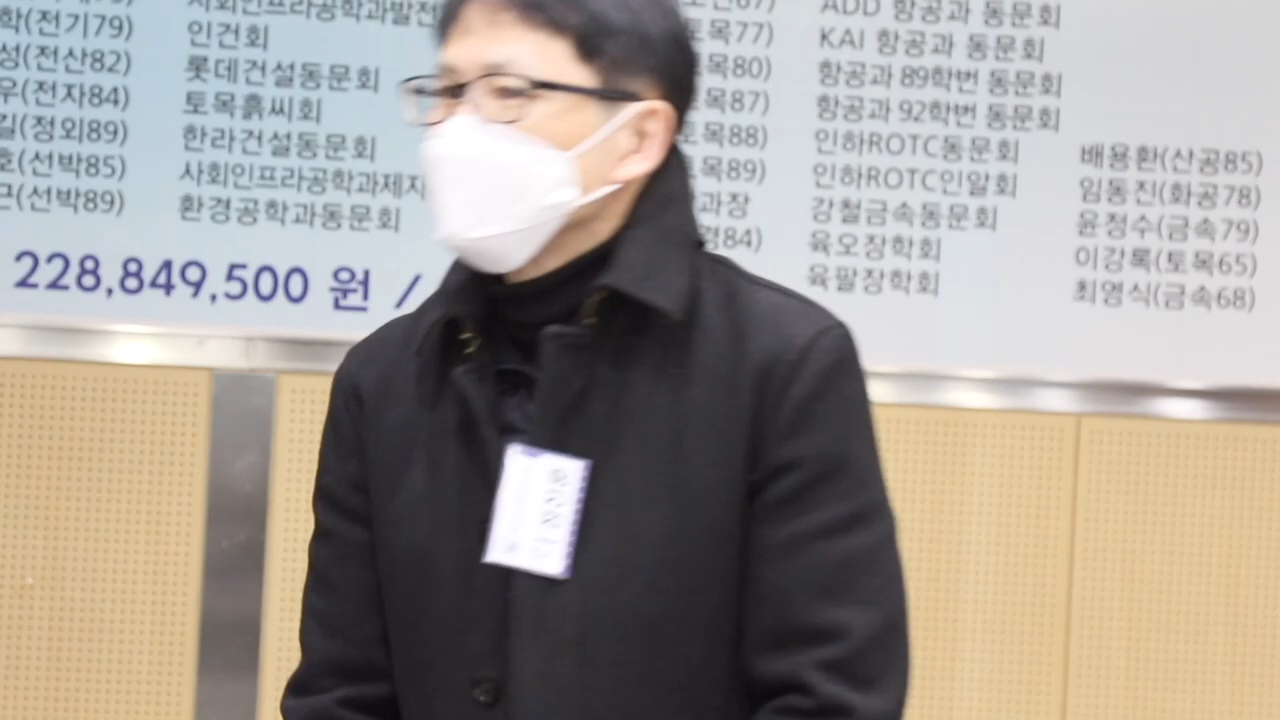 학(전기79)
성(전산82)
우(전자84)
길(정외89)
호(선박85)
근(선박89)
사회인프라공학과발전
인건회
롯데건설동문회
토목흙씨회
한라건설동문회
사회인프라공학과제자
환경공학과동문회
228,849,500 원 /
67)
토목77)
토목80)
토목87)
토목88)
토목89)
과장
84)
ADD 항공과 동문회
KAI 항공과 동문회
항공과 89학번 동문회
항공과 92학번 동문회
인하ROTC동문회
인하ROTC인알회
강철금속동문회
육오장학회
육팔장학회
배용환(산공85)
임동진(화공78)
윤정수(금속79)
이강록(토목65)
최영식(금속68)